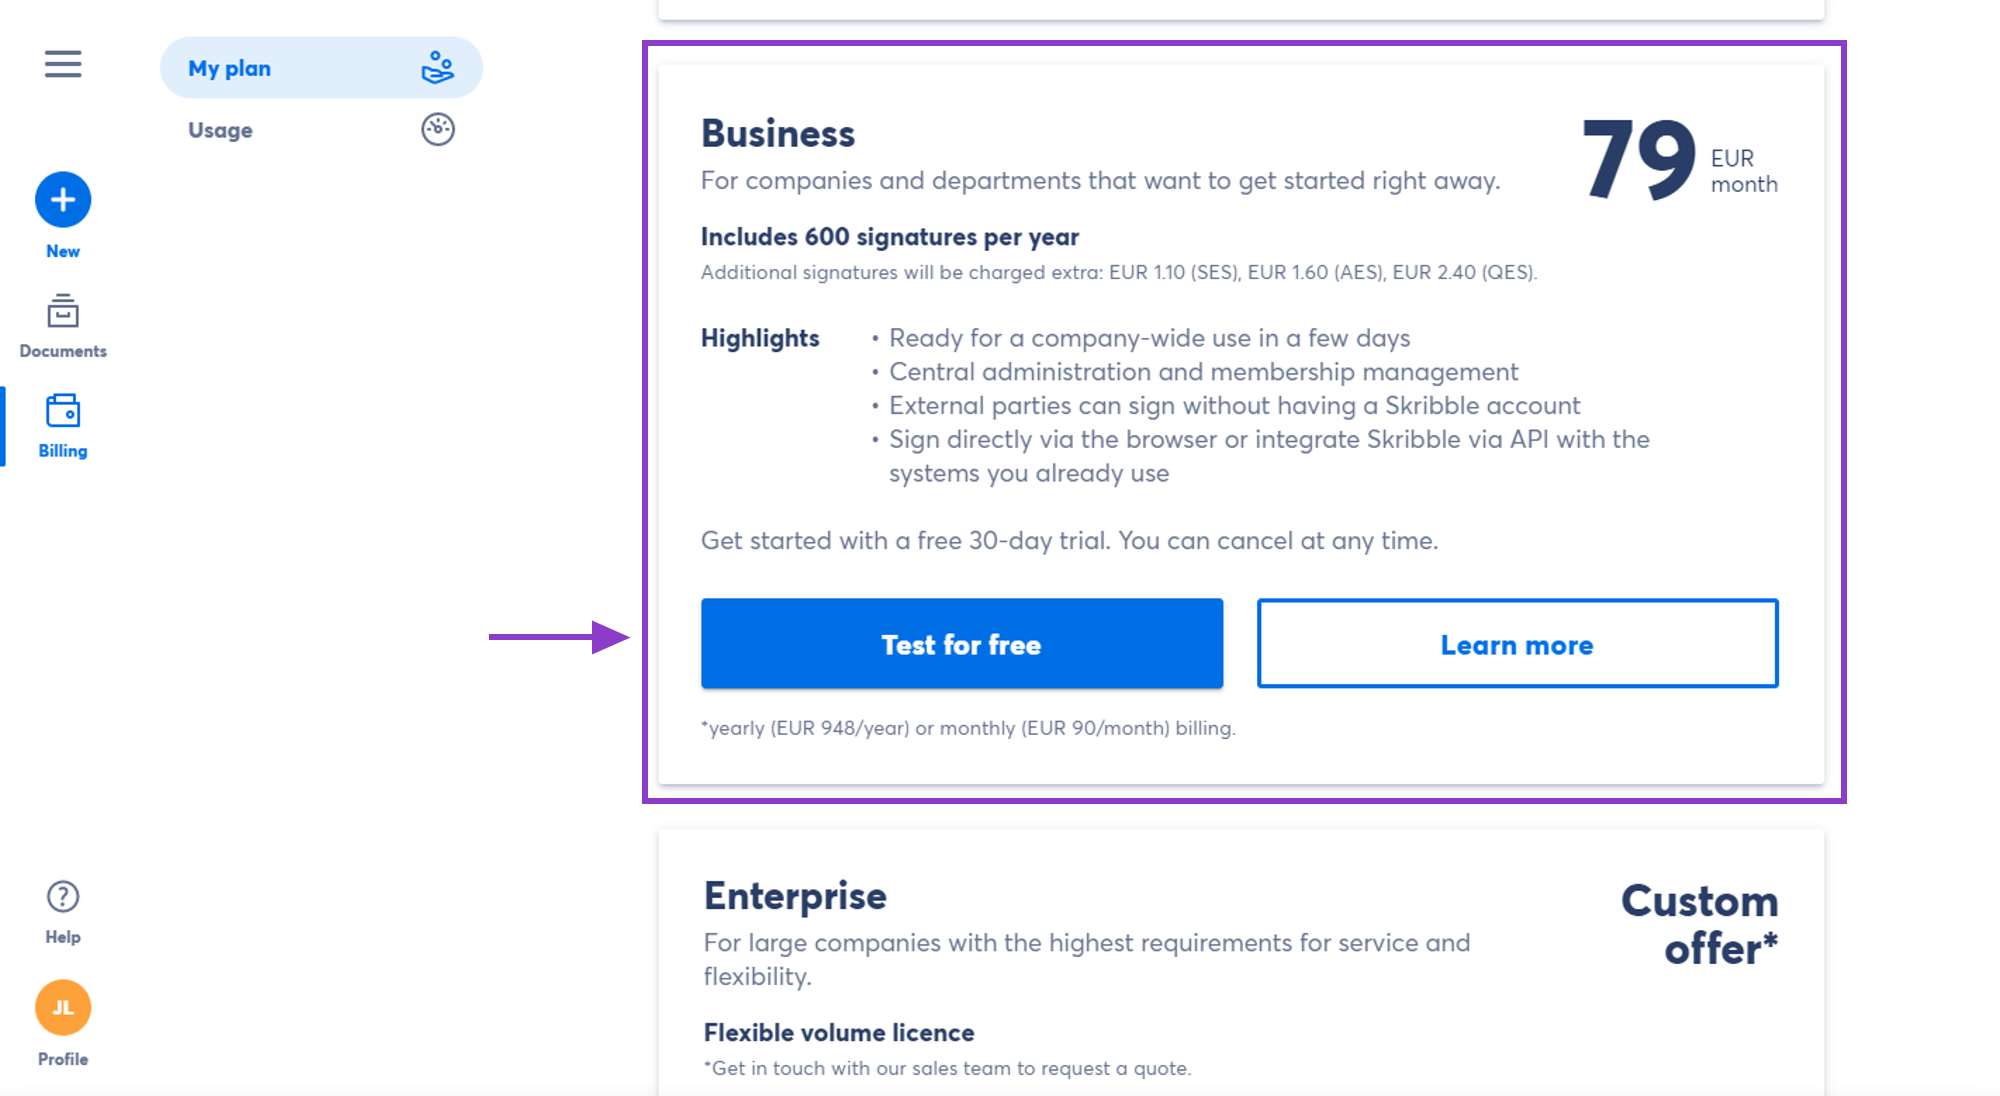 My plan
Usage
New
Documents
Billing
Help
JL
Profile
Business
For companies and departments that want to get started right away.
79 EUR
month
Includes 600 signatures per year
Additional signatures will be charged extra: EUR 1.10 (SES), EUR 1.60 (AES), EUR 2.40 (QES).
Highlights
• Ready for a company-wide use in a few days
• Central administration and membership management
• External parties can sign without having a Skribble account
• Sign directly via the browser or integrate Skribble via API with the
systems you already use
Get started with a free 30-day trial. You can cancel at any time.
Test for free
Learn more
*yearly (EUR 948/year) or monthly (EUR 90/month) billing.
Enterprise
For large companies with the highest requirements for service and
flexibility.
Custom
offer*
Flexible volume licence
*Get in touch with our sales team to request a quote.